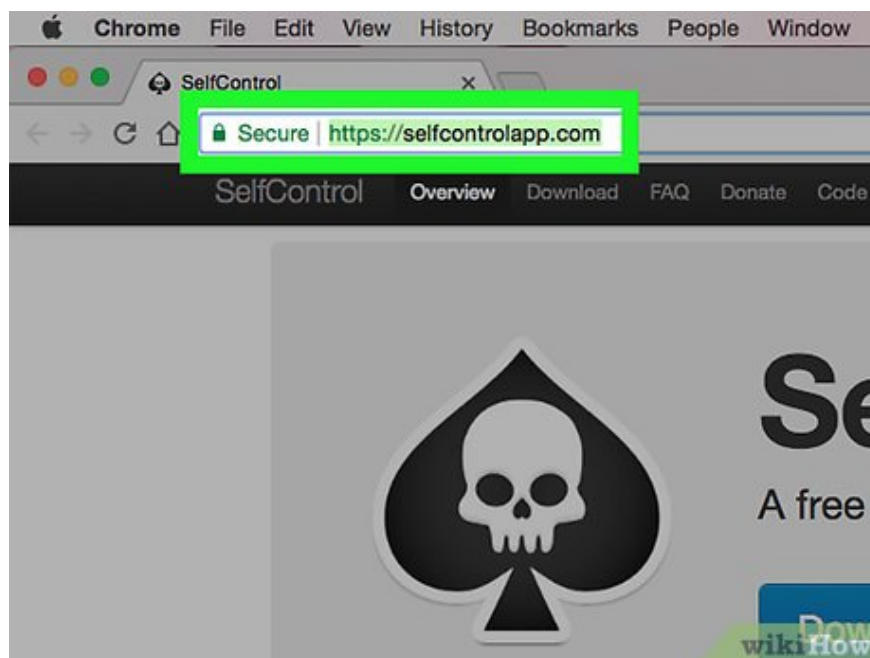 Chrome File Edit View History Bookmarks People Window
SelfControl
Secure https://selfcontrolapp.com
SelfControl Overview Download FAQ Donate Code
A free
wikiHow